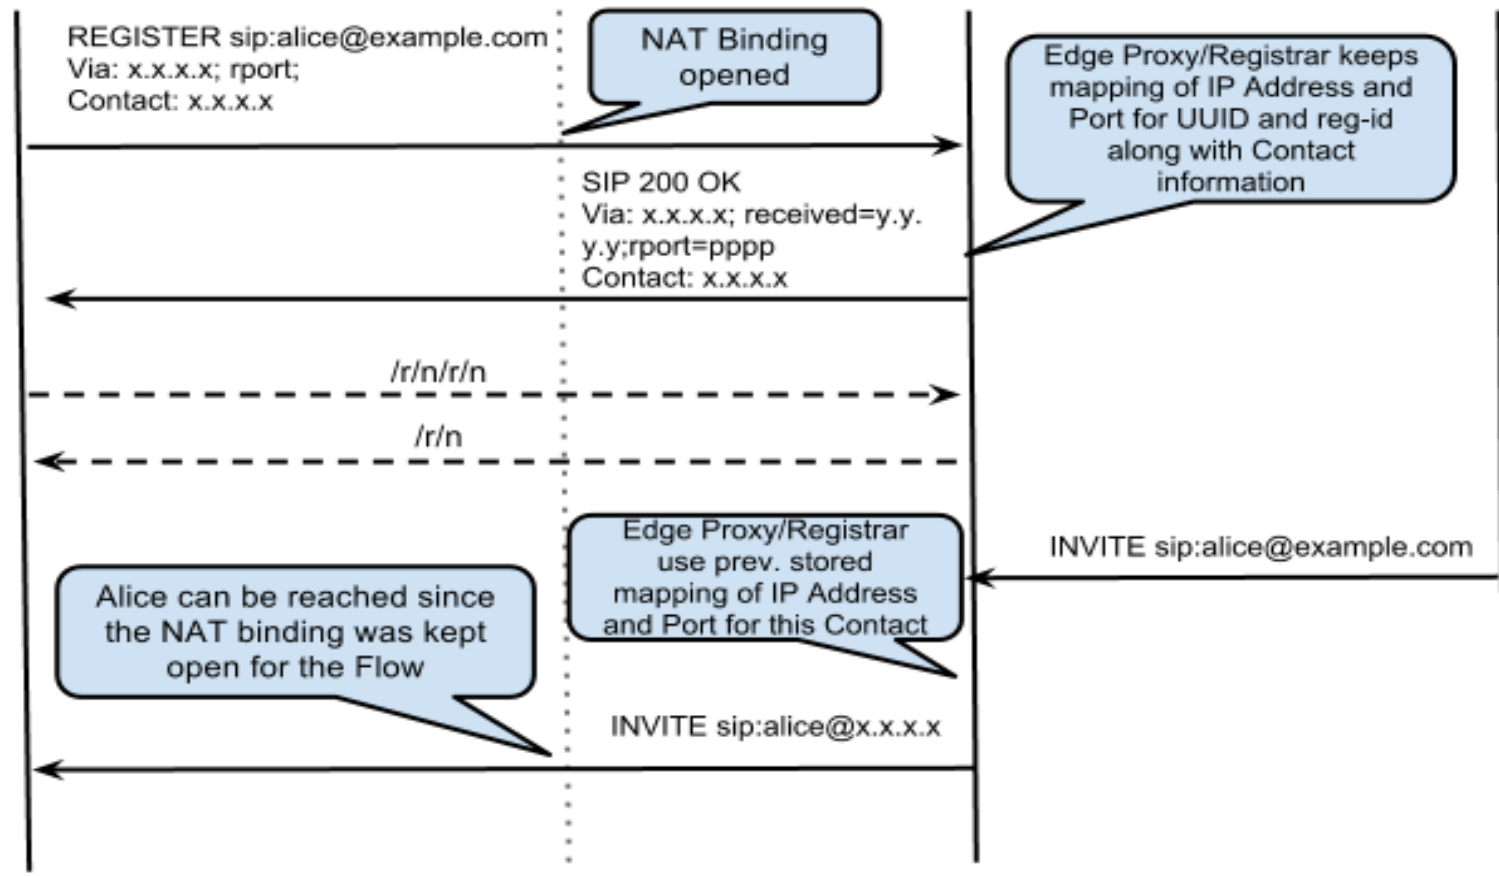 REGISTER sip:alice@example.com
Via: x.x.x.x; rport;
Contact: x.x.x.x
NAT Binding
opened
Edge Proxy/Registrar keeps
mapping of IP Address and
Port for UUID and reg-id
along with Contact
information
SIP 200 OK
Via: x.x.x.x; received=y.y.
y.y;rport=pppp
Contact: x.x.x.x
/r/n/r/n
/r/n
Edge Proxy/Registrar
use prev. stored
mapping of IP Address
and Port for this Contact
INVITE sip:alice@example.com
Alice can be reached since
the NAT binding was kept
open for the Flow
INVITE sip:alice@x.x.x.x